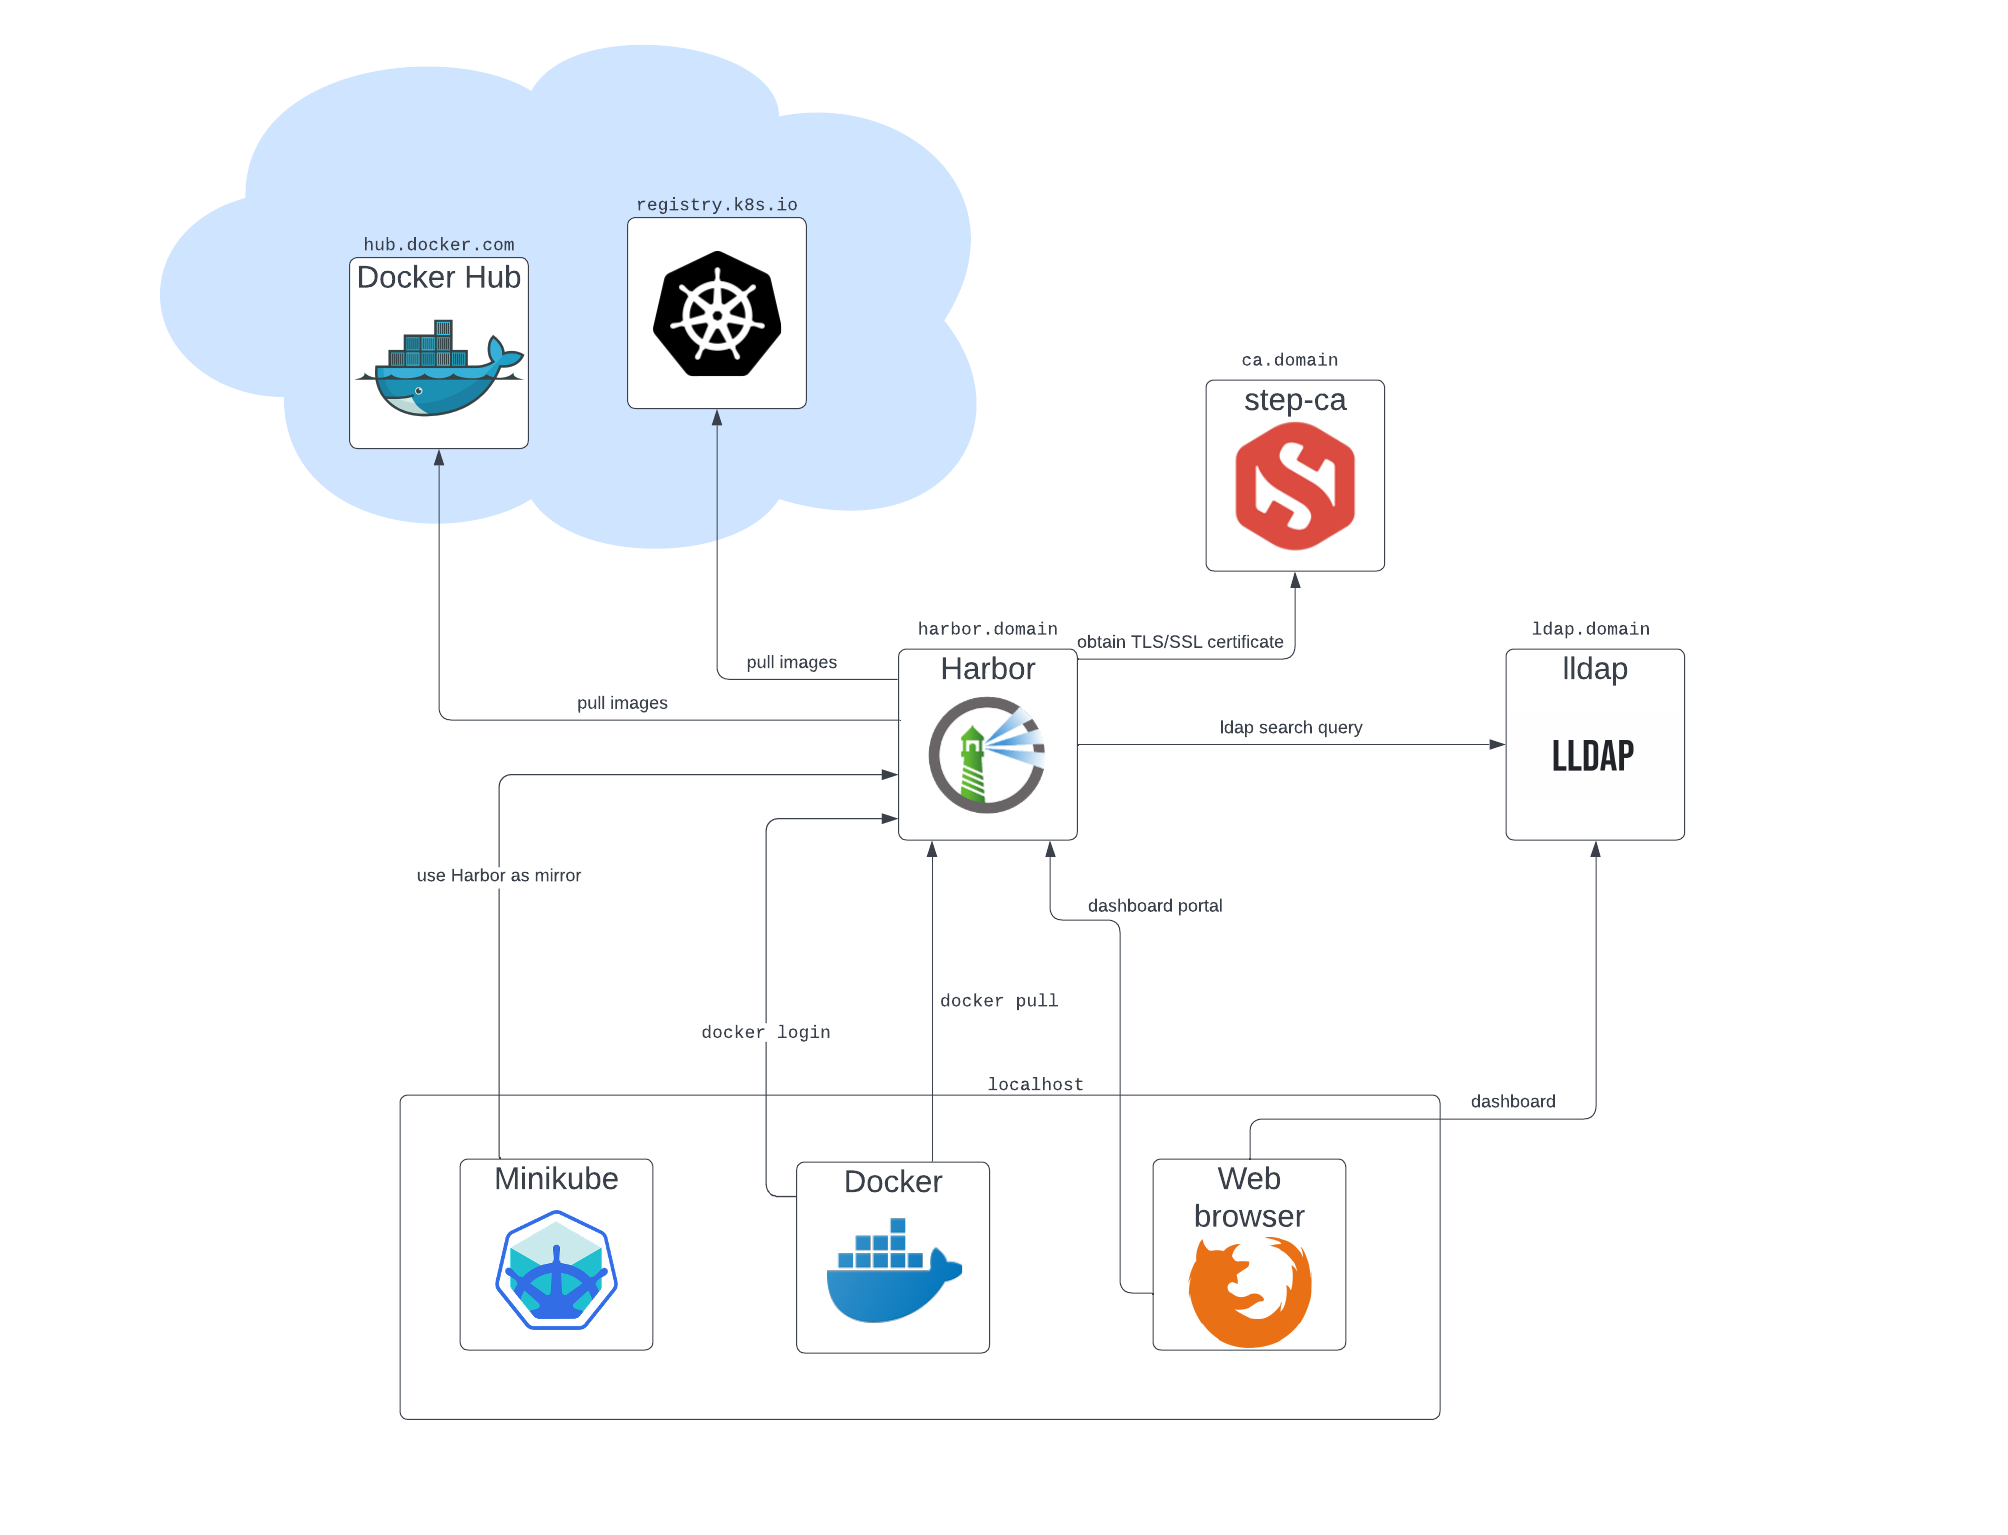 registry.k8s.io
hub.docker.com
Docker Hub
ca.domain
step-ca
harbor.domain
obtain TLS/SSL certificate
ldap.domain
Harbor
lldap
pull images
pull images
ldap search query
LLDAP
use Harbor as mirror
dashboard portal
docker pull
docker login
localhost
dashboard
Minikube
Docker
Web
browser